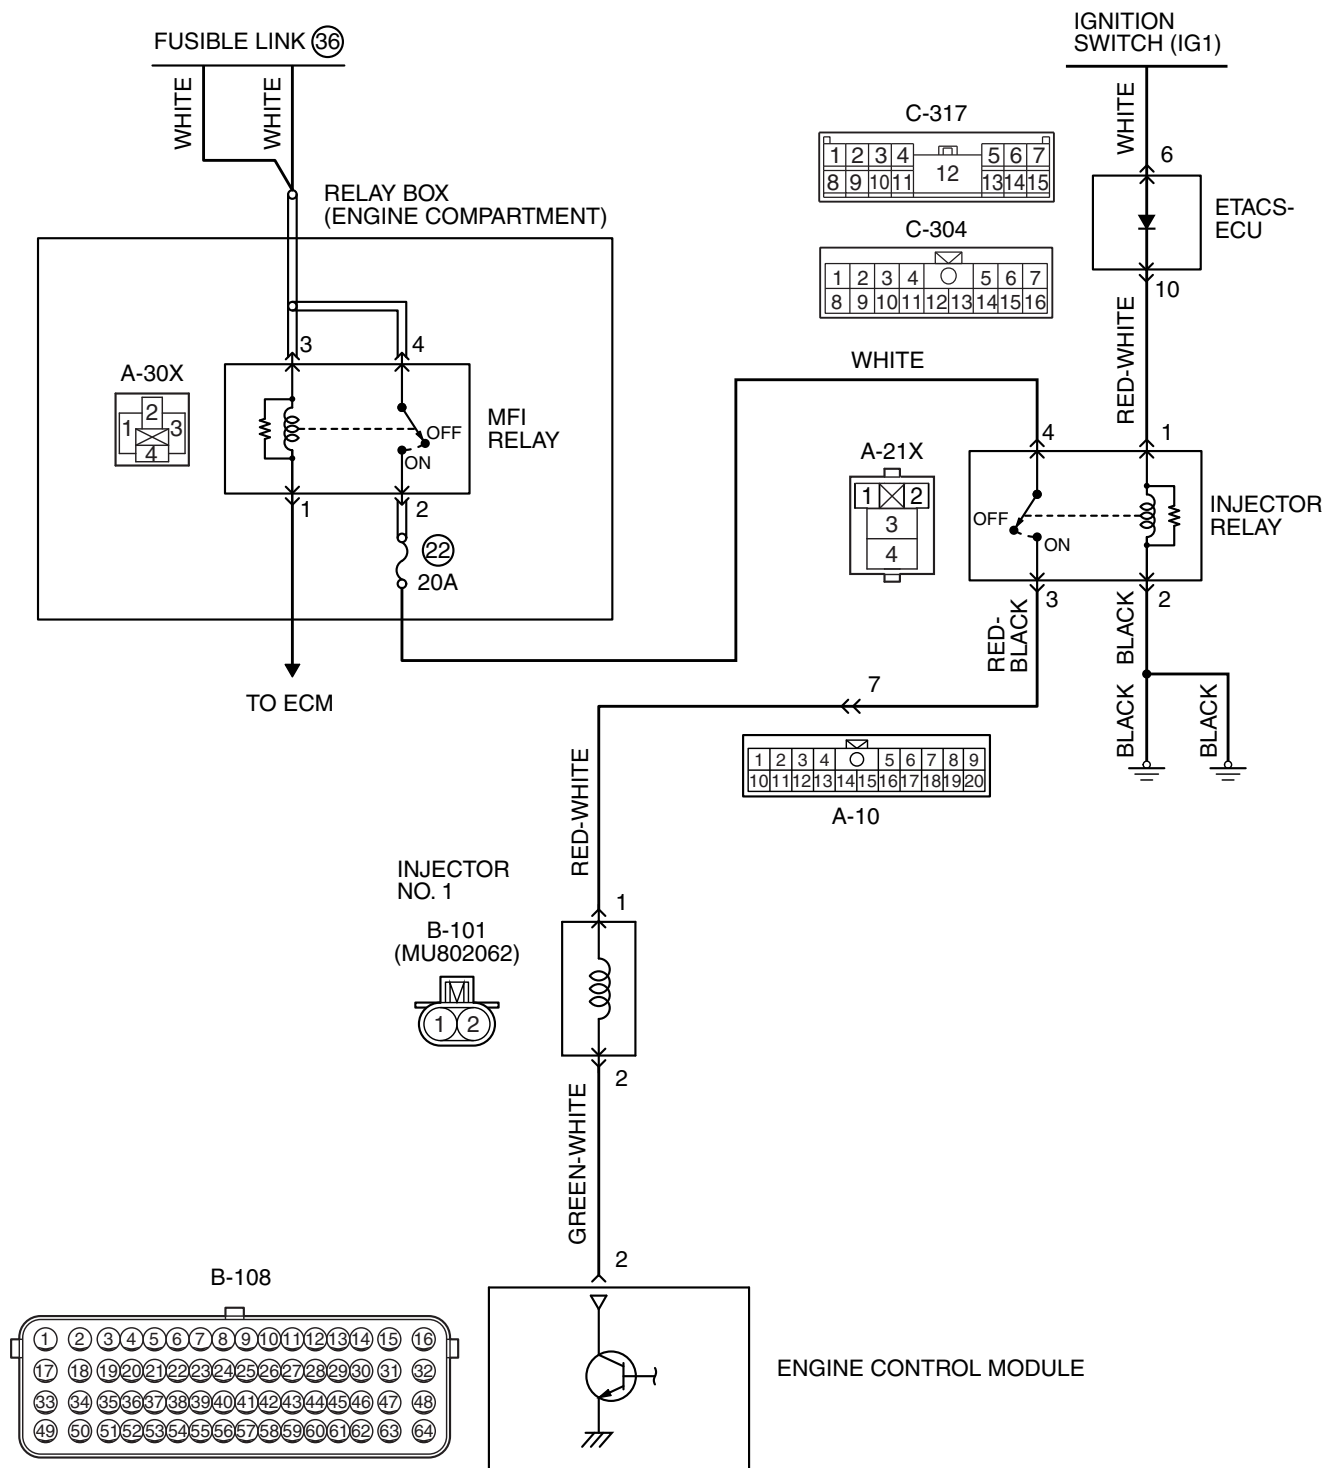 FUSIBLE LINK 36
IGNITION
SWITCH (IG1)
WHITE
WHITE
WHITE
C-317
1 2 3 4 5 6 7
12
8 9 10 11 13 14 15
6
ETACS-
ECU
10
RELAY BOX
(ENGINE COMPARTMENT)
C-304
1 2 3 4 5 6 7
8 9 10 11 12 13 14 15 16
RED-WHITE
3
4
WHITE
A-30X
2
1 3
4
MFI
RELAY
OFF
ON
1
2
22
20A
TO ECM
4
1
A-21X
1 2
3
4
OFF
ON
INJECTOR
RELAY
3
2
RED-
BLACK
BLACK
BLACK
BLACK
7
1 2 3 4 5 6 7 8 9
10 11 12 13 14 15 16 17 18 19 20
A-10
RED-WHITE
INJECTOR
NO. 1
B-101
(MU802062)
1 2
1
2
GREEN-WHITE
2
B-108
1 2 3 4 5 6 7 8 9 10 11 12 13 14 15 16
17 18 19 20 21 22 23 24 25 26 27 28 29 30 31 32
33 34 35 36 37 38 39 40 41 42 43 44 45 46 47 48
49 50 51 52 53 54 55 56 57 58 59 60 61 62 63 64
ENGINE CONTROL MODULE